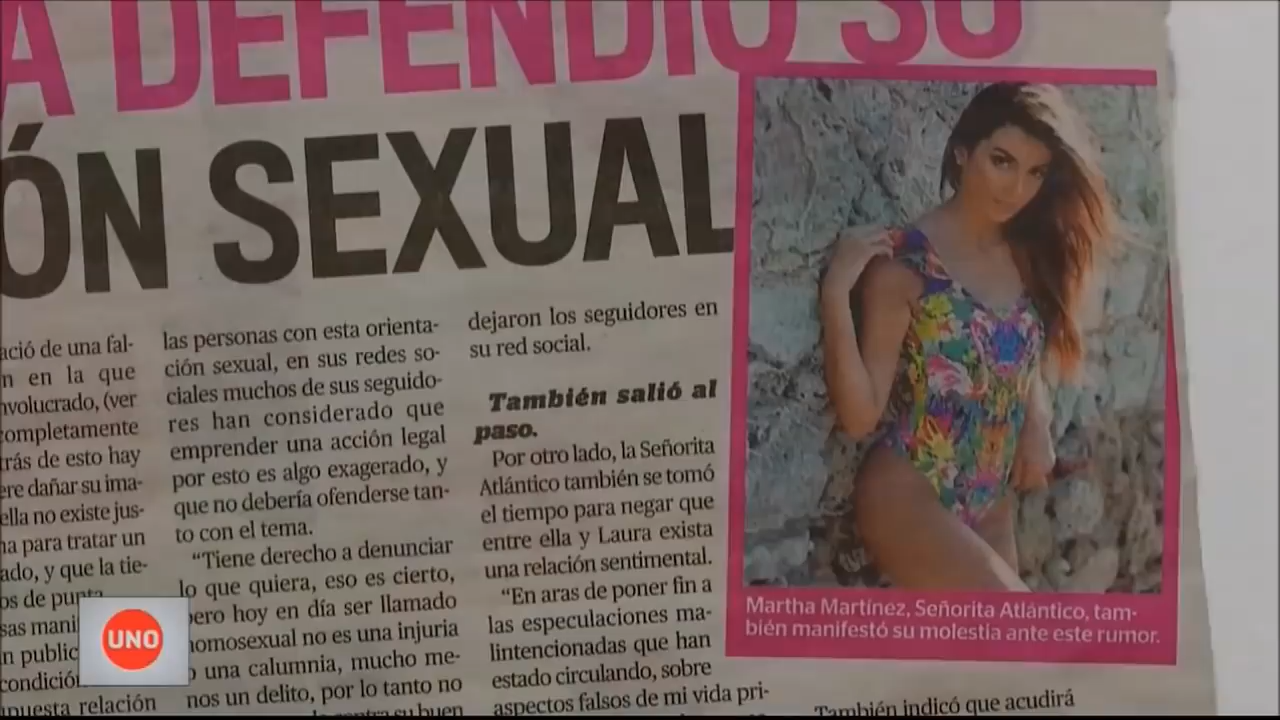 A DEFENDIÓ SU
ÓN SEXUAL
ació de una fal-
n en la que
nvolucrado, (ver
completamente
trás de esto hay
ere dañar su ima-
ella no existe jus-
na para tratar un
ado, y que la tie-
os de punta
sas mani
n public
condición
upuesta relación
las personas con esta orienta-
ción sexual, en sus redes so-
ciales muchos de sus seguido-
res han considerado que
emprender una acción legal
por esto es algo exagerado, y
que no debería ofenderse tan-
to con el tema.
“Tiene derecho a denunciar
lo que quiera, eso es cierto,
pero hoy en día ser llamado
homosexual no es una injuria
o una calumnia, mucho me-
nos un delito, por lo tanto no
su buen
dejaron los seguidores en
su red social.
También salió al
paso.
Por otro lado, la Señorita
Atlántico también se tomó
el tiempo para negar que
entre ella y Laura exista
una relación sentimental.
“En aras de poner fin a
las especulaciones ma-
lintencionadas que han
estado circulando, sobre
aspectos falsos de mi vida pri-
Martha Martínez, Señorita Atlántico, tam-
bién manifestó su molestia ante este rumor.
También indicó que acudirá
UNO